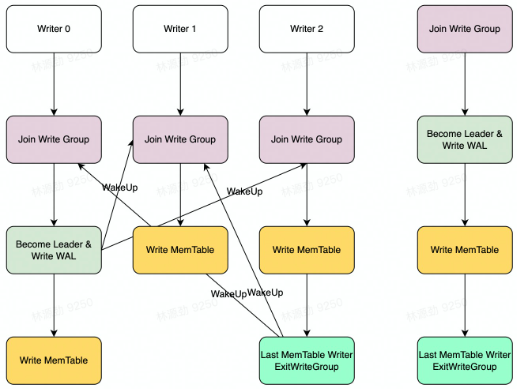 Writer 0
Writer 1
Writer 2
Join Write Group
Join Write Group
Join Write Group
Join Write Group
Become Leader &
Write WAL
WakeUp
WakeUp
Become Leader &
Write WAL
Write MemTable
Write MemTable
Write MemTable
WakeUp
WakeUp
Write MemTable
Last MemTable Writer
ExitWriteGroup
Last MemTable Writer
ExitWriteGroup